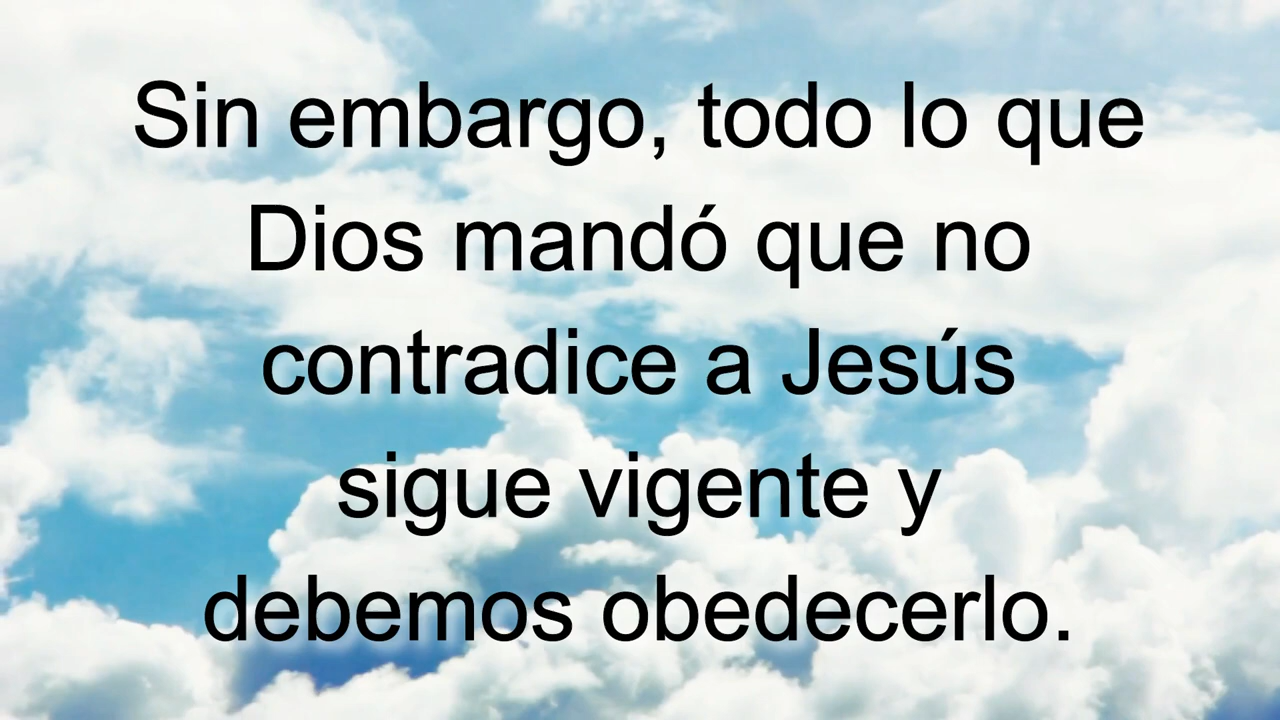 Sin embargo, todo lo que
Dios mandó que no
contradice a Jesús
sigue vigente y
debemos obedecerlo.